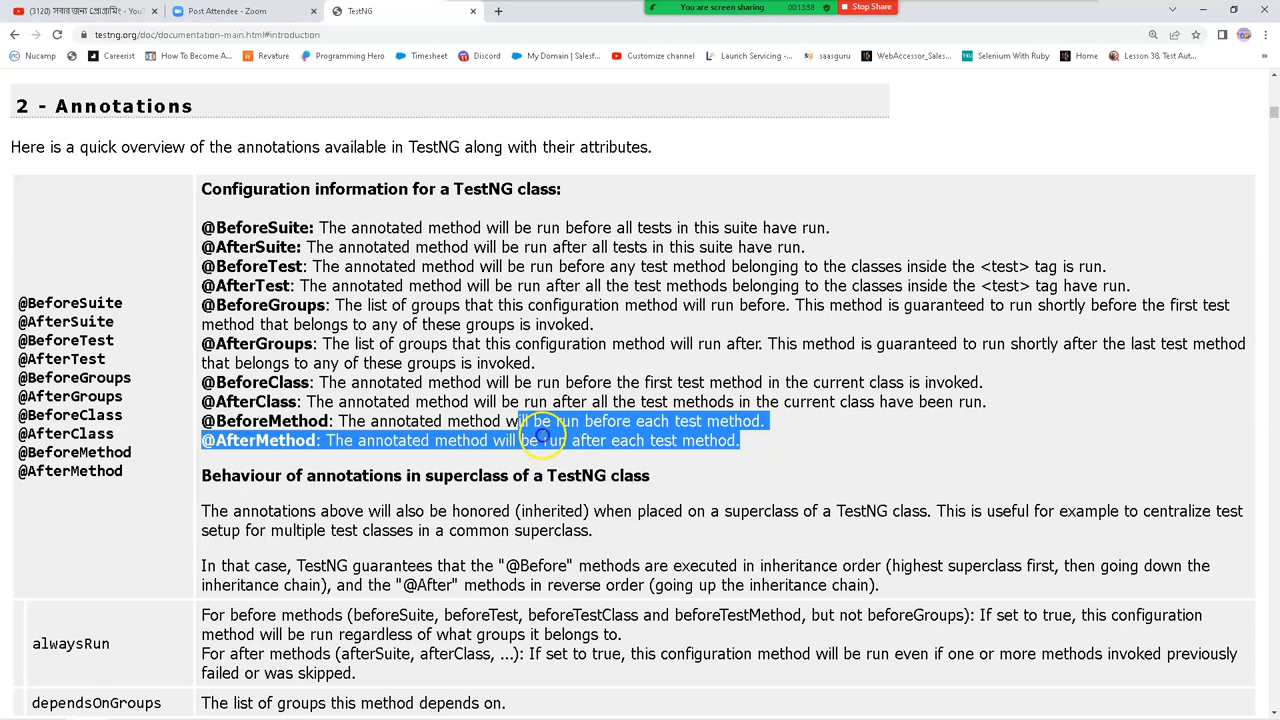 (3120) সবার জন্য প্রোগ্রামিং - You
Post Attendee - Zoom
TestNG
You are screen sharing
00:13:58
Stop Share
testng.org/doc/documentation-main.html#introduction
Nucamp
Careerist
How To Become A...
Revature
Programming Hero
Timesheet
Discord
My Domain | Salesf...
Customize channel
Launch Servicing -...
.saasguru
WebAccessor_Seles...
Selenium With Ruby
Home
Lesson 38. Test Aut...
2 - Annotations
Here is a quick overview of the annotations available in TestNG along with their attributes.
@BeforeSuite
@AfterSuite
@BeforeTest
@AfterTest
@BeforeGroups
@AfterGroups
@BeforeClass
@AfterClass
@BeforeMethod
@AfterMethod
Configuration information for a TestNG class:
@BeforeSuite: The annotated method will be run before all tests in this suite have run.
@AfterSuite: The annotated method will be run after all tests in this suite have run.
@BeforeTest: The annotated method will be run before any test method belonging to the classes inside the <test> tag is run.
@AfterTest: The annotated method will be run after all the test methods belonging to the classes inside the <test> tag have run.
@BeforeGroups: The list of groups that this configuration method will run before. This method is guaranteed to run shortly before the first test
method that belongs to any of these groups is invoked.
@AfterGroups: The list of groups that this configuration method will run after. This method is guaranteed to run shortly after the last test method
that belongs to any of these groups is invoked.
@BeforeClass: The annotated method will be run before the first test method in the current class is invoked.
@AfterClass: The annotated method will be run after all the test methods in the current class have been run.
@BeforeMethod: The annotated method will be run before each test method.
@AfterMethod: The annotated method will be run after each test method.
Behaviour of annotations in superclass of a TestNG class
The annotations above will also be honored (inherited) when placed on a superclass of a TestNG class. This is useful for example to centralize test
setup for multiple test classes in a common superclass.
In that case, TestNG guarantees that the "@Before" methods are executed in inheritance order (highest superclass first, then going down the
inheritance chain), and the "@After" methods in reverse order (going up the inheritance chain).
alwaysRun
For before methods (beforeSuite, beforeTest, beforeTestClass and beforeTestMethod, but not beforeGroups): If set to true, this configuration
method will be run regardless of what groups it belongs to.
For after methods (afterSuite, afterClass, ...): If set to true, this configuration method will be run even if one or more methods invoked previously
failed or was skipped.
dependsOnGroups
The list of groups this method depends on.